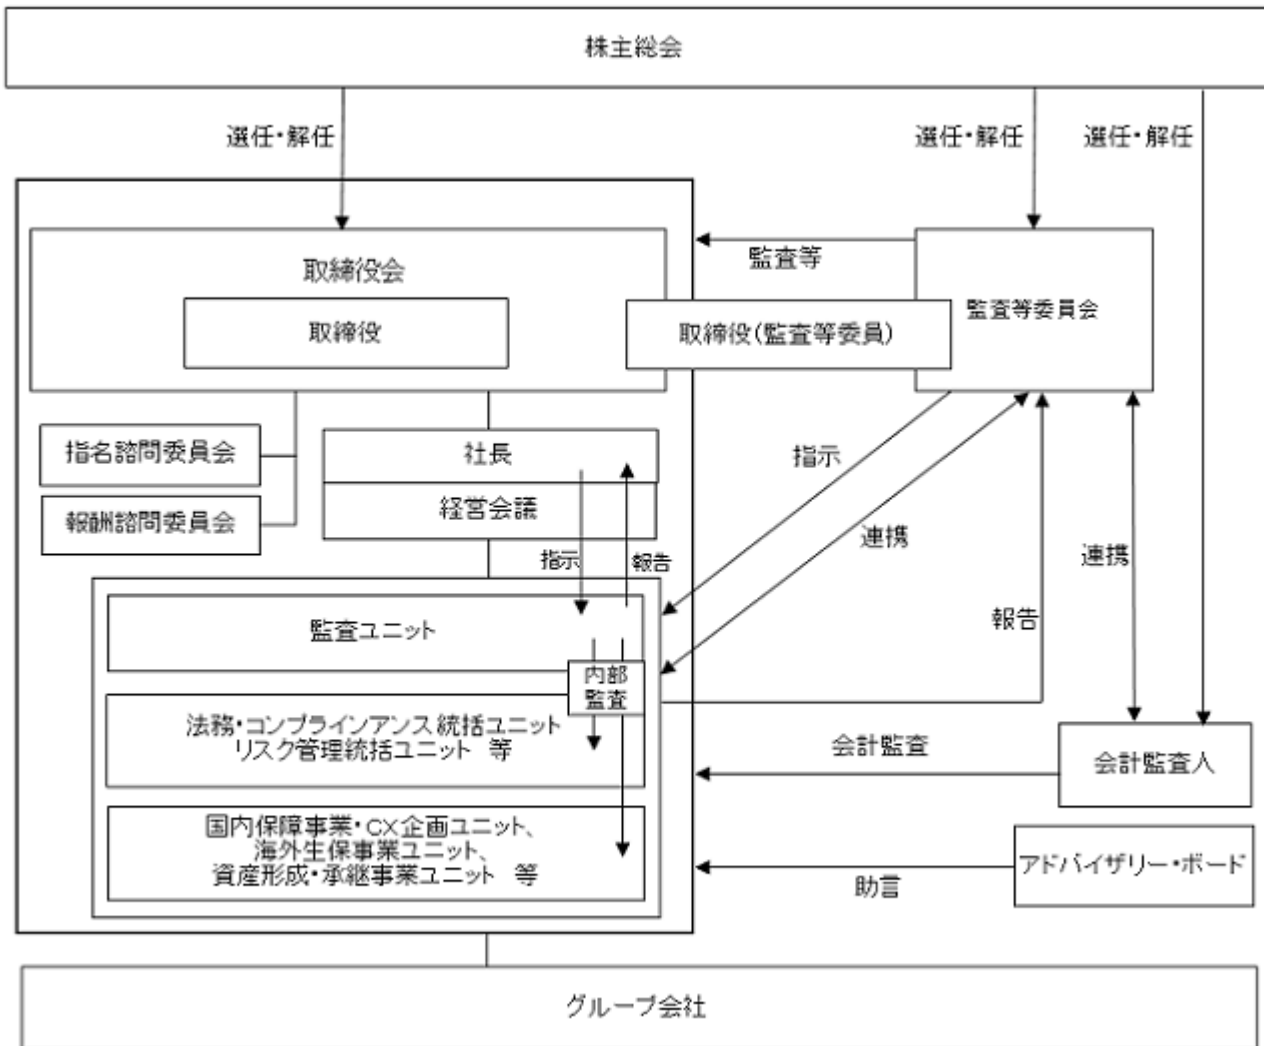 株主総会
選任・解任
選任・解任
選任・解任
取締役会
取締役
監査等
監査等委員会
取締役(監査等委員)
指名諮問委員会
報酬諮問委員会
社長
経営会議
指示
報告
指示
連携
連携
報告
監査ユニット
内部
監査
法務・コンプラインアンス統括ユニット
リスク管理統括ユニット 等
国内保障事業・CX企画ユニット、
海外生保事業ユニット、
資産形成・承継事業ユニット 等
会計監査
会計監査人
助言
アドバイザリー・ボード
グループ会社